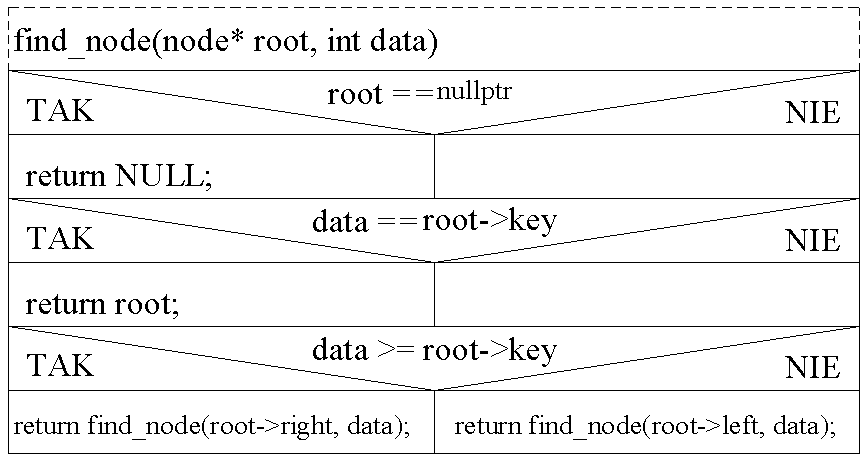 find_node(node* root, int data)
root ==nullptr
TAK NIE
return NULL;
data ==root->key
TAK NIE
return root;
data >= root->key
TAK NIE
return find_node(root->right, data); return find_node(root->left, data);